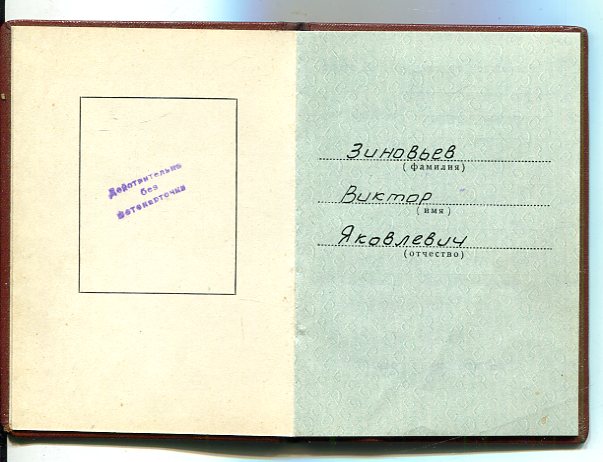 Действительно
без
фотокарточки
Зиновьев
(фамилия)
Виктор
(имя)
Яковлевич
(отчество)